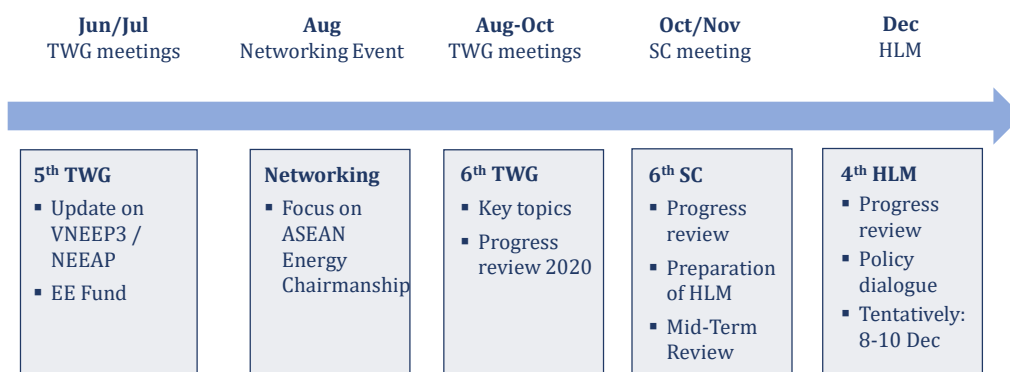 Jun/Jul
TWG meetings
Aug
Networking Event
Aug-Oct
TWG meetings
Oct/Nov
SC meeting
Dec
HLM
5th TWG
▪ Update on
VNEEP3 /
NEEAP
▪ EE Fund
Networking
▪ Focus on
ASEAN
Energy
Chairmanship
6th TWG
▪ Key topics
▪ Progress
review 2020
6th SC
▪ Progress
review
▪ Preparation
of HLM
▪ Mid-Term
Review
4th HLM
▪ Progress
review
▪ Policy
dialogue
▪ Tentatively:
8-10 Dec